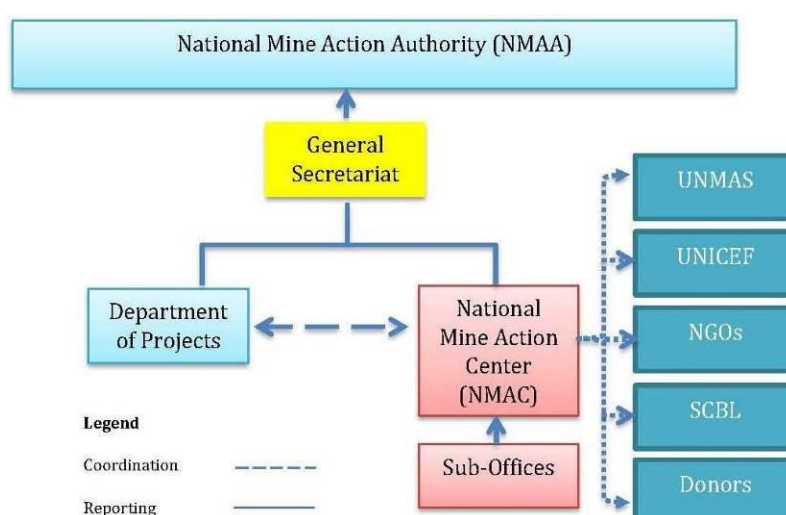 National Mine Action Authority (NMAA)
General
Secretariat
UNMAS
UNICEF
Department
of Projects
National
Mine Action
Center
(NMAC)
NGOs
SCBL
Legend
Coordination
Sub-Offices
Donors
Reporting